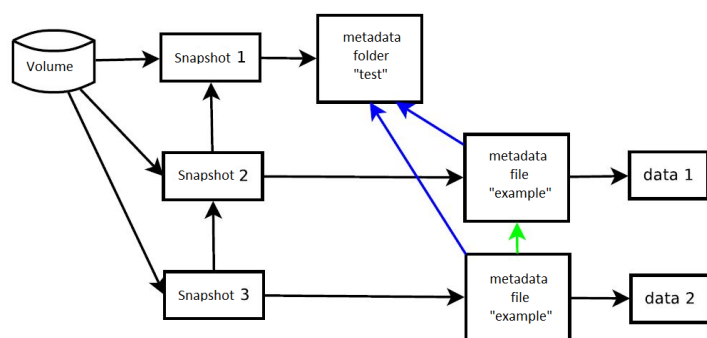 Volume
Snapshot 1
metadata
folder
"test"
Snapshot 2
metadata
file
"example"
data 1
Snapshot 3
metadata
file
"example"
data 2